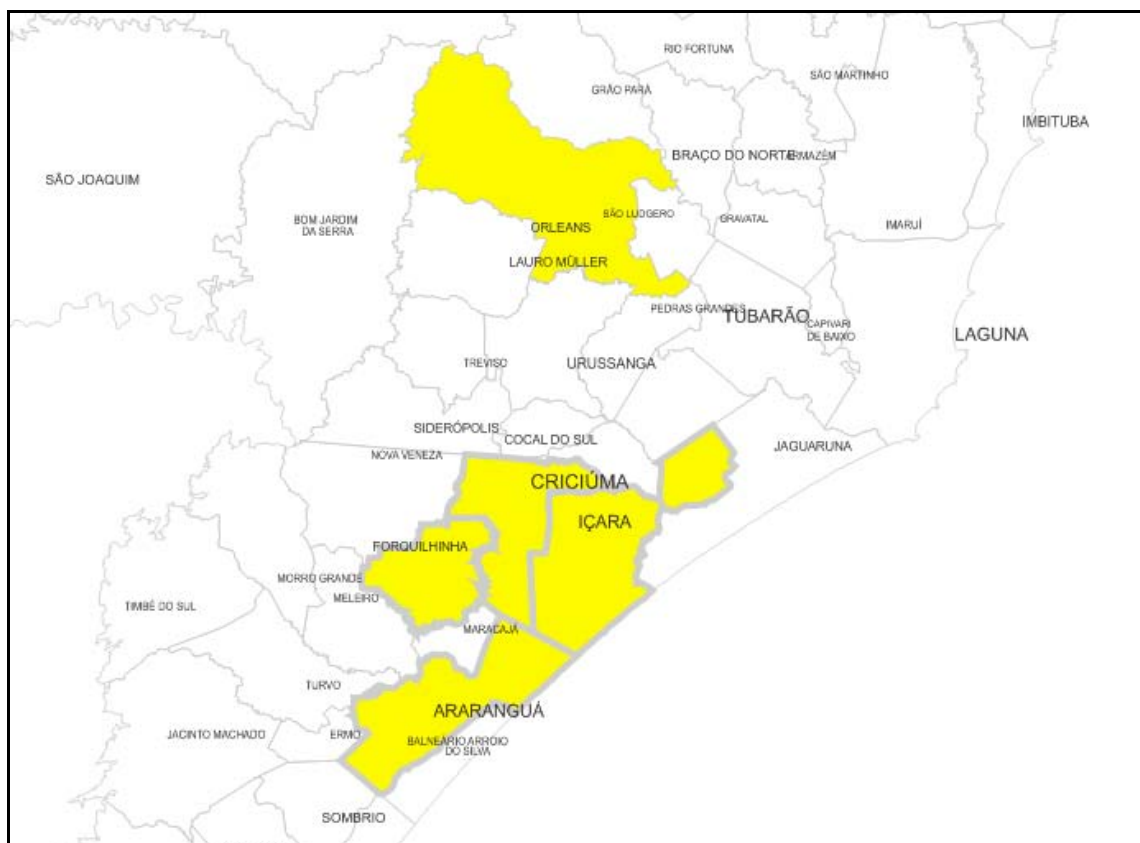 RIO FORTUNA
SÃO MARTINHO
GRÃO PARÁ
IMBITUBA
BRAÇO DO NORTE
ARMAZÉM
SÃO JOAQUIM
BOM JARDIM
DA SERRA
SÃO LUDGERO
GRAVATAL
IMARUÍ
ORLEANS
LAURO MÜLLER
PEDRAS GRANDES
TUBARÃO
CAPIVARI
DE BAIXO
LAGUNA
TREVISO
URUSSANGA
SIDERÓPOLIS
COCAL DO SUL
JAGUARUNA
NOVA VENEZA
CRICIÚMA
IÇARA
FORQUILHINHA
MORRO GRANDE
MELEIRO
TIMBÉ DO SUL
MARACAJÁ
TURVO
ARARANGUÁ
JACINTO MACHADO
ERMO
BALNEÁRIO ARROIO
DO SILVA
SOMBRIO